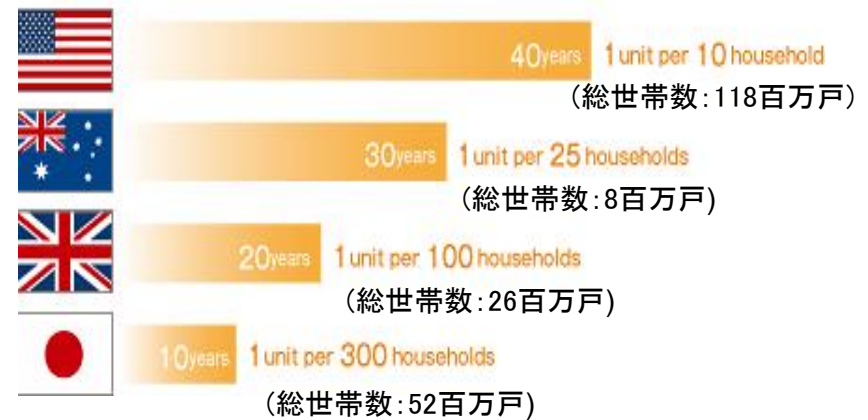 40years 1 unit per 10 household
(総世帯数:118百万戸)
30years 1 unit per 25 households
(総世帯数:8百万戸)
20years 1 unit per 100 households
(総世帯数:26百万戸)
10years 1 unit per 300 households
(総世帯数:52百万戸)